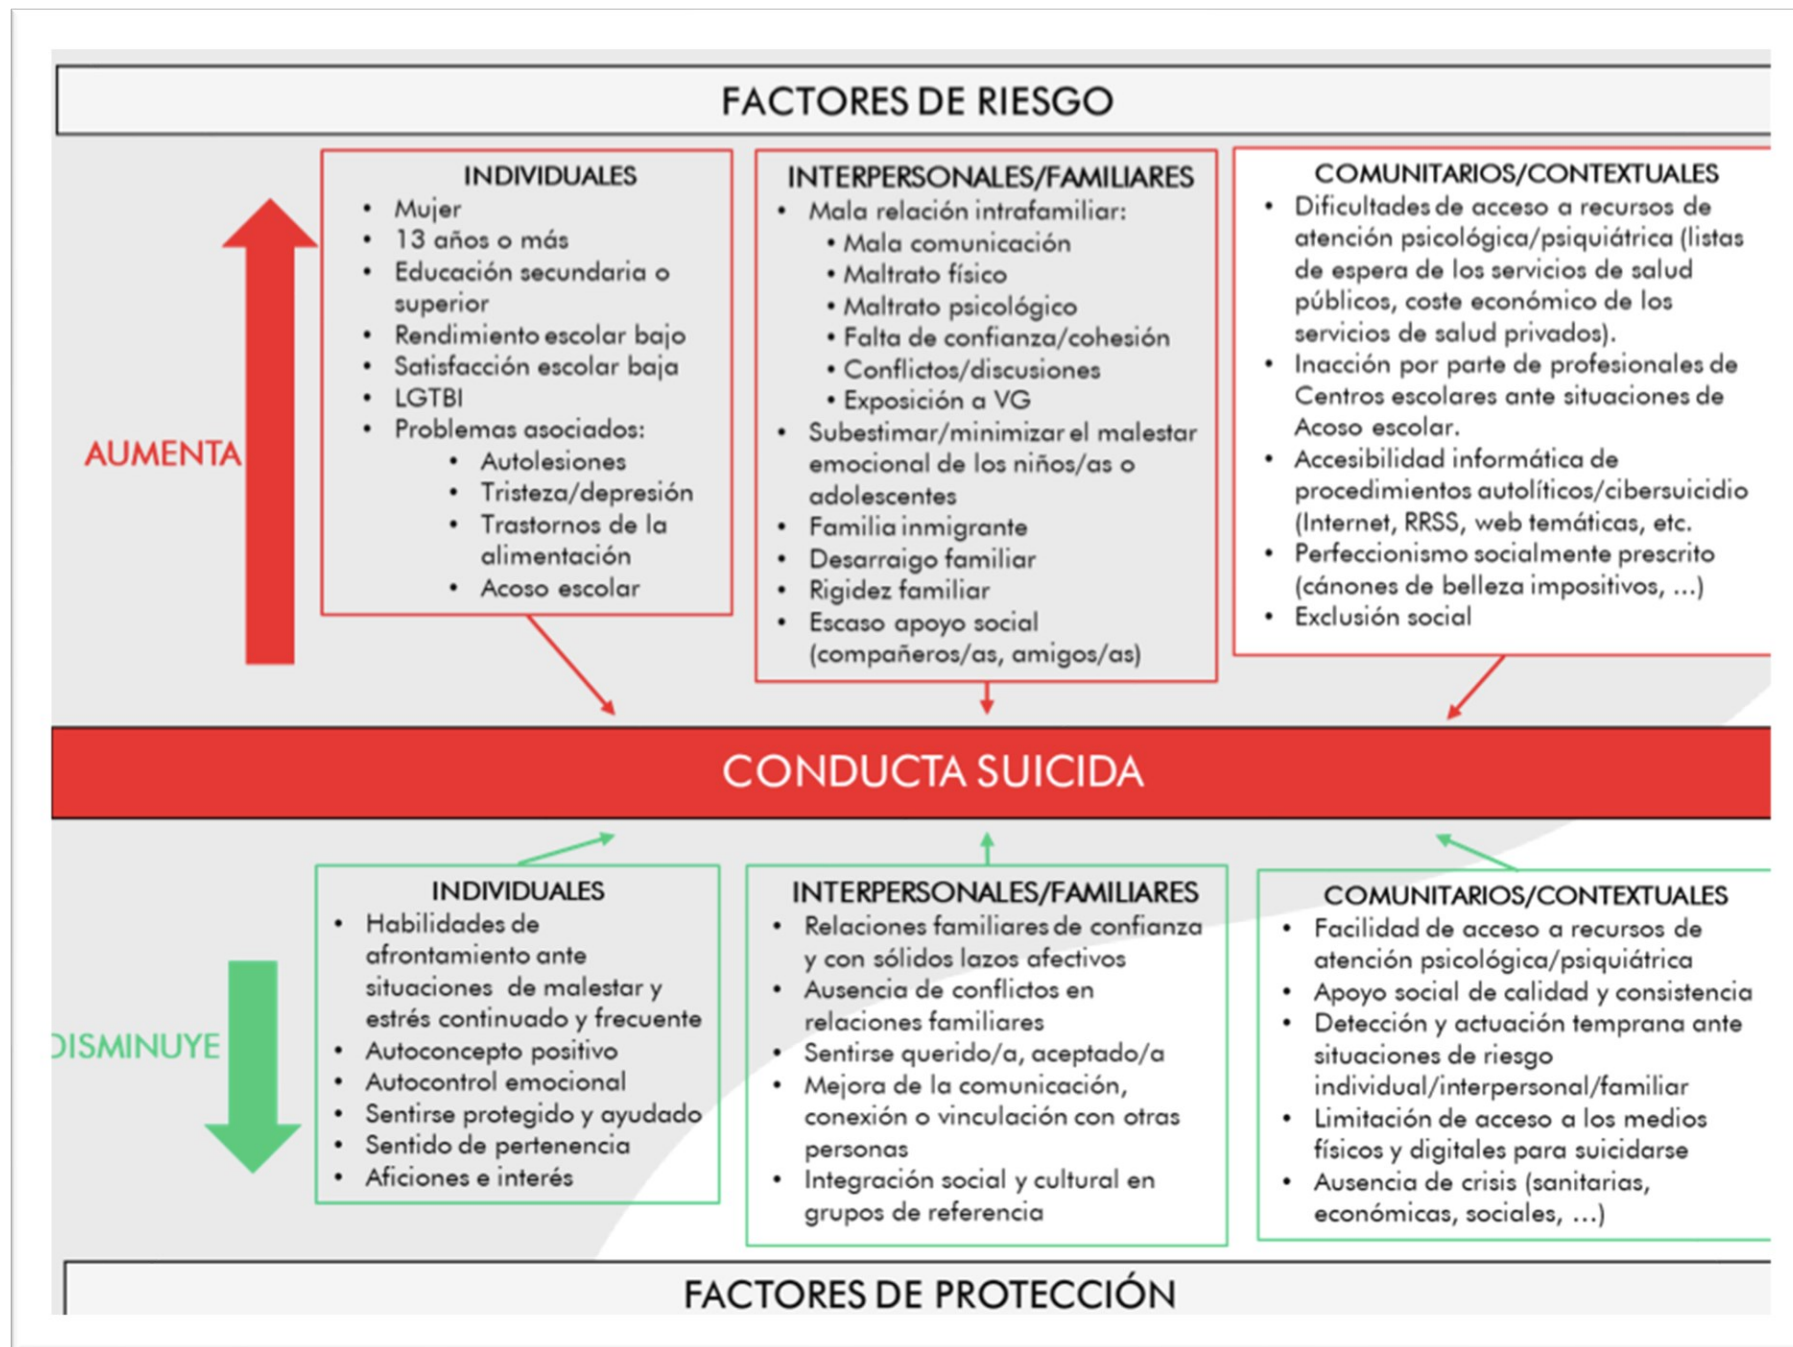 FACTORES DE RIESGO
AUMENTA
INDIVIDUALES
• Mujer
• 13 años o más
• Educación secundaria o
superior
• Rendimiento escolar bajo
• Satisfacción escolar baja
• LGTBI
• Problemas asociados:
• Autolesiones
• Tristeza/depresión
• Trastornos de la
alimentación
• Acoso escolar
INTERPERSONALES/FAMILIARES
• Mala relación intrafamiliar:
• Mala comunicación
• Maltrato físico
• Maltrato psicológico
• Falta de confianza/cohesión
• Conflictos/discusiones
• Exposición a VG
• Subestimar/minimizar el malestar
emocional de los niños/as o
adolescentes
• Familia inmigrante
• Desarraigo familiar
• Rigidez familiar
• Escaso apoyo social
(compañeros/as, amigos/as)
COMUNITARIOS/CONTEXTUALES
• Dificultades de acceso a recursos de
atención psicológica/psiquiátrica (listas
de espera de los servicios de salud
públicos, coste económico de los
servicios de salud privados).
• Inacción por parte de profesionales de
Centros escolares ante situaciones de
Acoso escolar.
• Accesibilidad informática de
procedimientos autolíticos/cibersuicidio
(Internet, RRSS, web temáticas, etc.
• Perfeccionismo socialmente prescrito
(cánones de belleza impositivos, ...)
• Exclusión social
CONDUCTA SUICIDA
DISMINUYE
INDIVIDUALES
• Habilidades de
afrontamiento ante
situaciones de malestar y
estrés continuado y frecuente
• Autoconcepto positivo
• Autocontrol emocional
• Sentirse protegido y ayudado
• Sentido de pertenencia
• Aficiones e interés
INTERPERSONALES/FAMILIARES
• Relaciones familiares de confianza
y con sólidos lazos afectivos
• Ausencia de conflictos en
relaciones familiares
• Sentirse querido/a, aceptado/a
• Mejora de la comunicación,
conexión o vinculación con otras
personas
• Integración social y cultural en
grupos de referencia
COMUNITARIOS/CONTEXTUALES
• Facilidad de acceso a recursos de
atención psicológica/psiquiátrica
• Apoyo social de calidad y consistencia
• Detección y actuación temprana ante
situaciones de riesgo
individual/interpersonal/familiar
• Limitación de acceso a los medios
físicos y digitales para suicidarse
• Ausencia de crisis (sanitarias,
económicas, sociales, ...)
FACTORES DE PROTECCIÓN